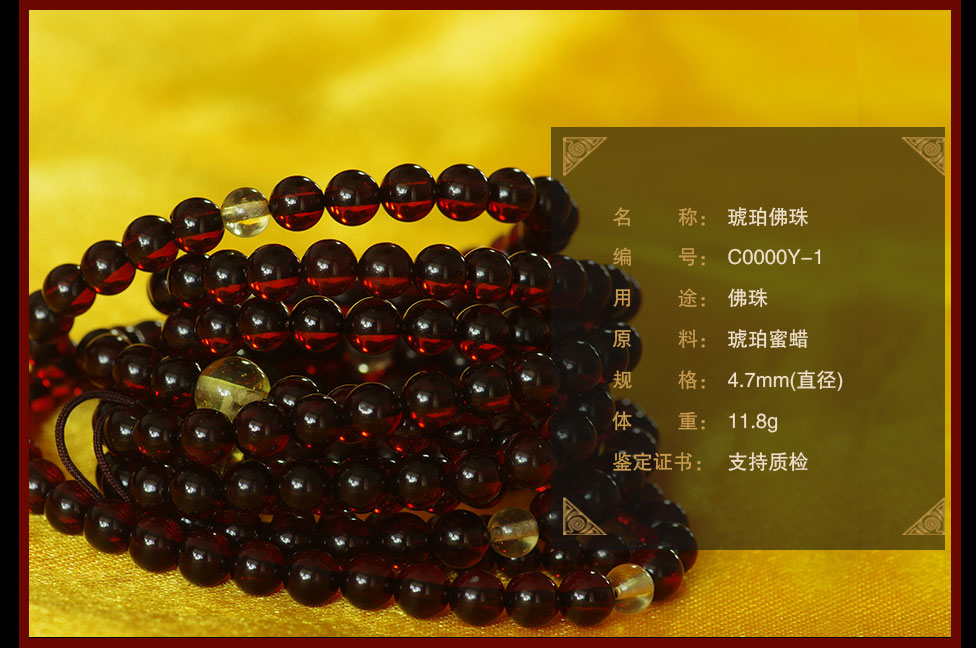 名 称： 琥珀佛珠
编 号： C0000Y-1
用 途： 佛珠
原 料： 琥珀蜜蜡
规 格： 4.7mm(直径)
体 重： 11.8g
鉴定证书： 支持质检